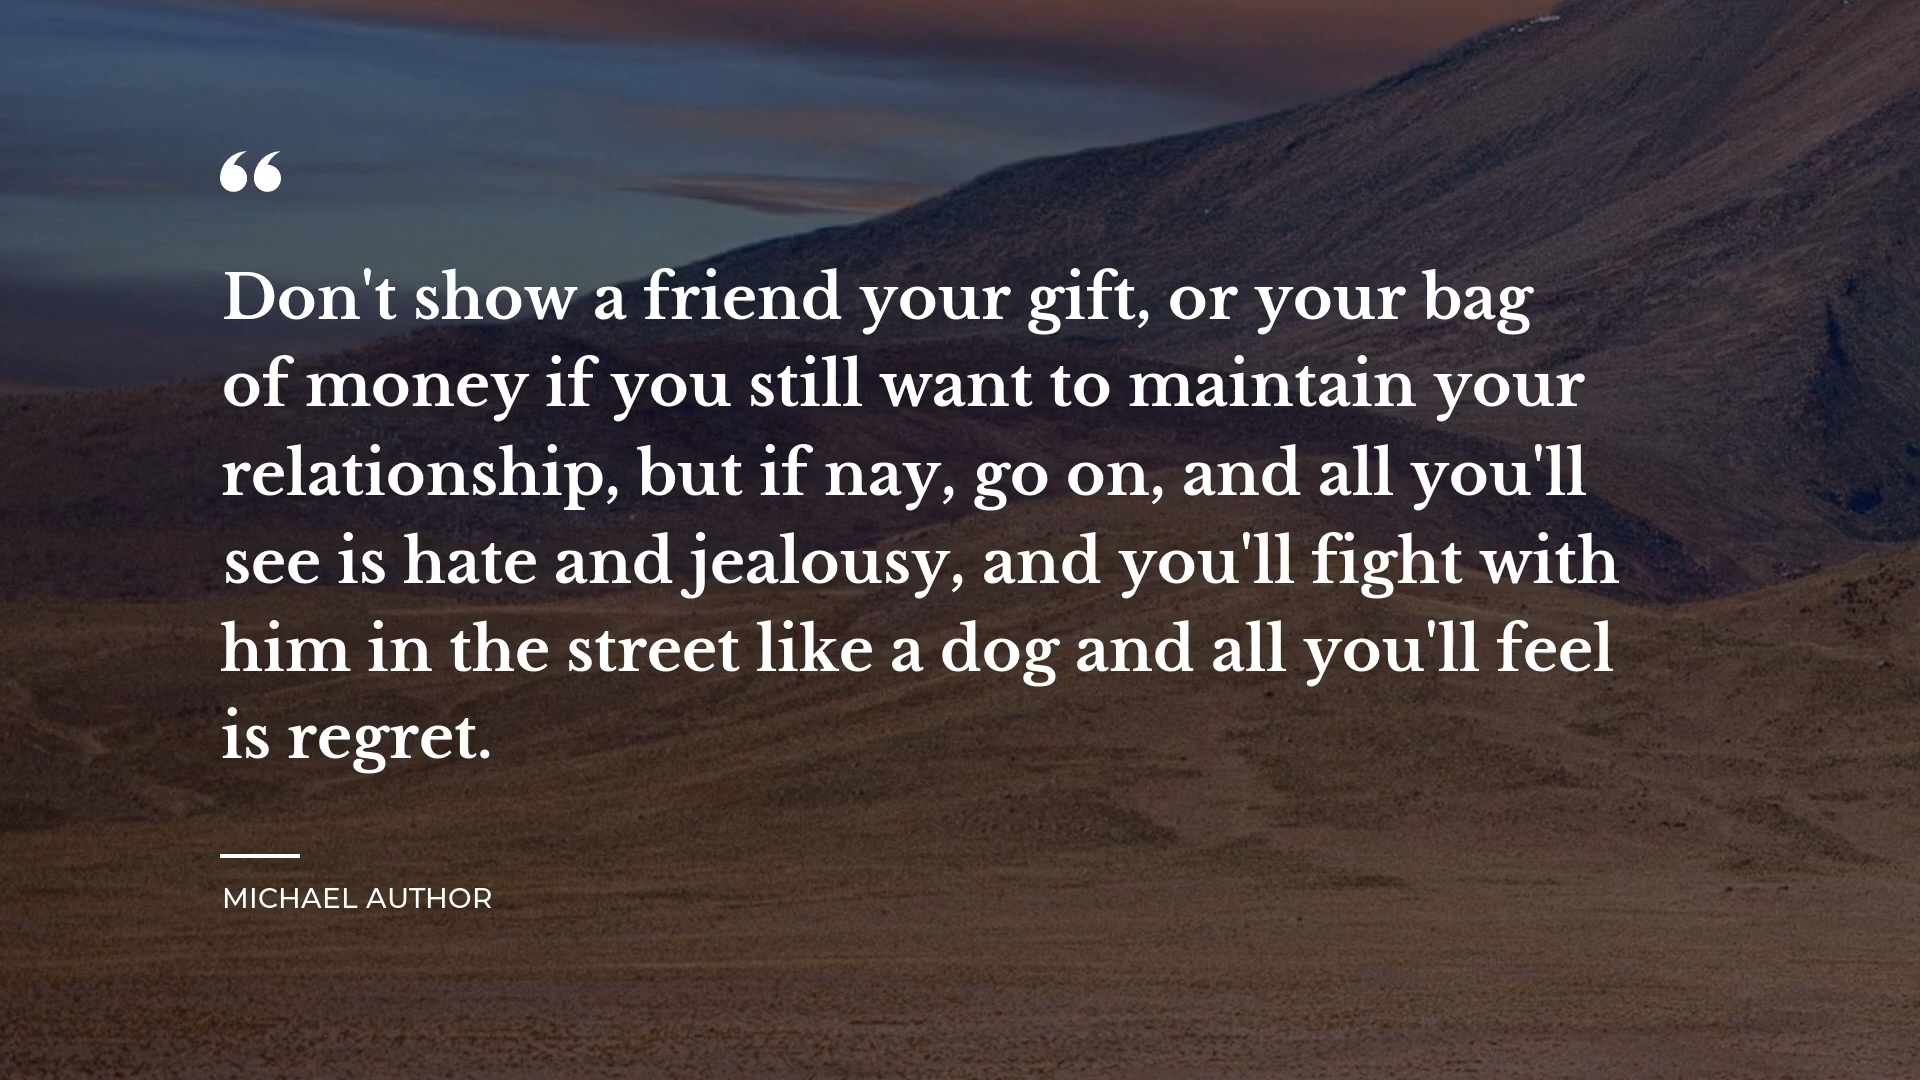 “
Don't show a friend your gift, or your bag
of money if you still want to maintain your
relationship, but if nay, go on, and all you'll
see is hate and jealousy, and you'll fight with
him in the street like a dog and all you'll feel
is regret.
MICHAEL AUTHOR